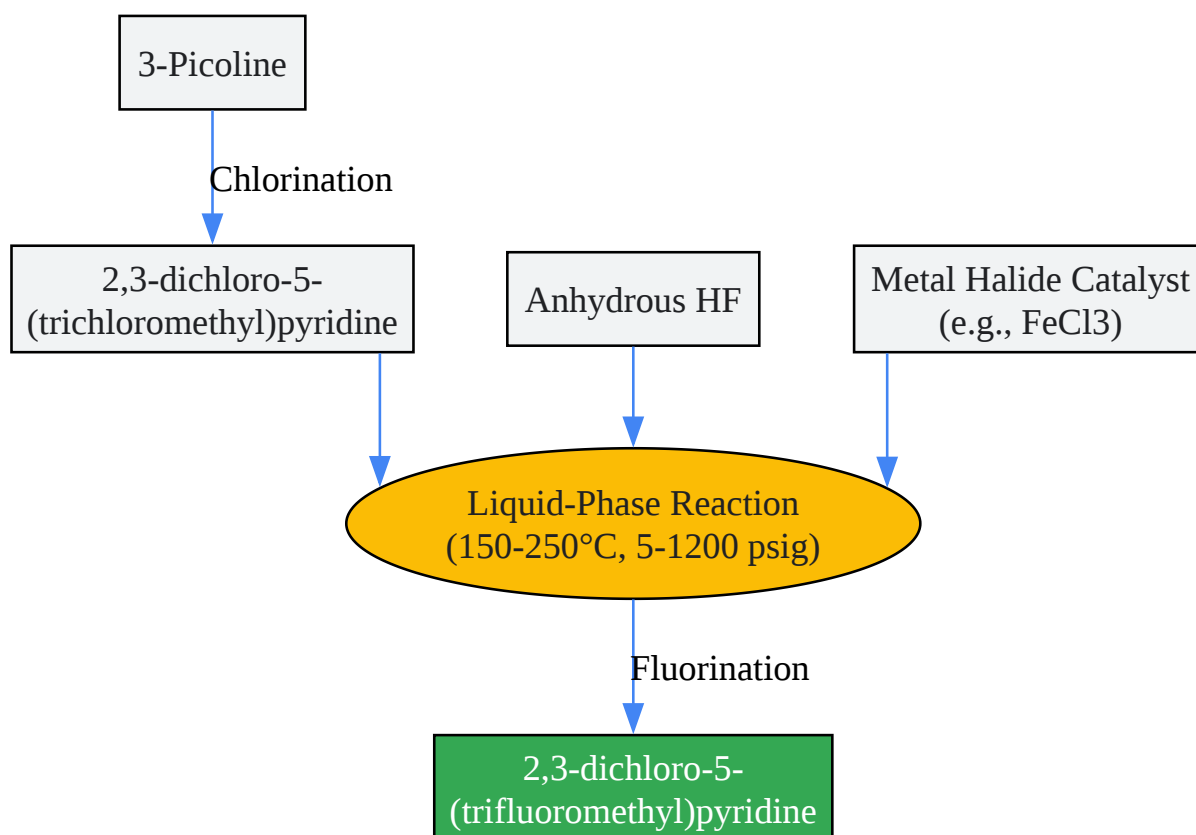 3-Picoline
Chlorination
2,3-dichloro-5-
(trichloromethyl)pyridine
Anhydrous HF
Metal Halide Catalyst
(e.g., FeCl3)
Liquid-Phase Reaction
(150-250°C, 5-1200 psig)
Fluorination
2,3-dichloro-5-
(trifluoromethyl)pyridine